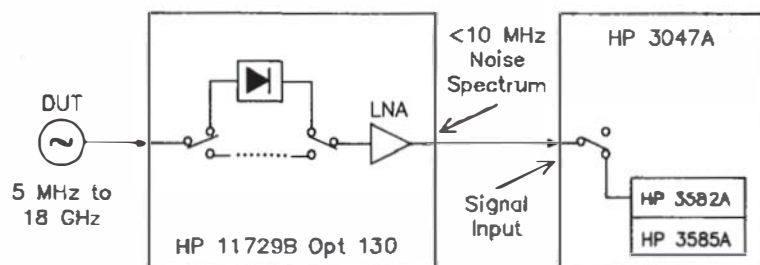 DUT
5 MHz to
18 GHz
LNA
HP 11729B Opt 130
<10 MHz
Noise
Spectrum
Signal
Input
HP 3047A
HP 3582A
HP 3585A